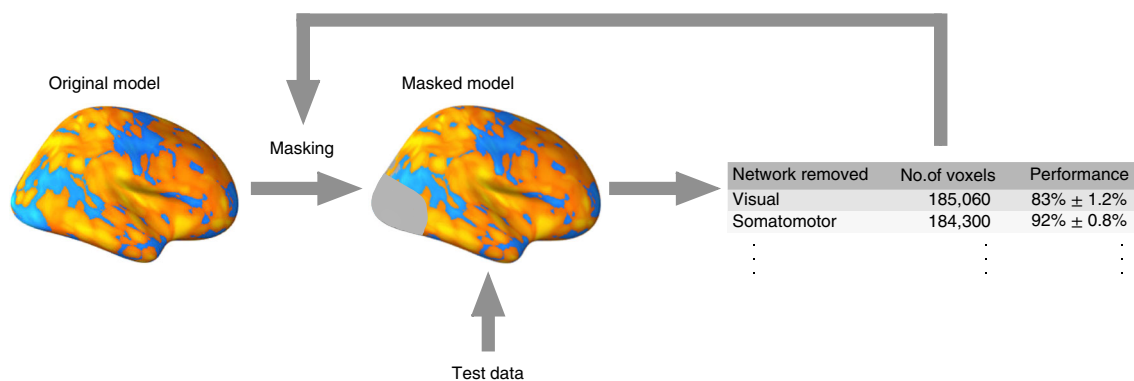 Original model
Masked model
Masking
Network removed No.of voxels Performance
Visual 185,060 83% ± 1.2%
Somatomotor 184,300 92% ± 0.8%
Test data